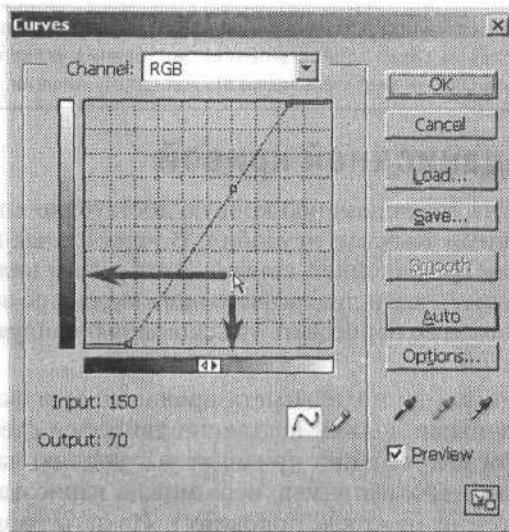 Curves
Channel: RGB
OK
Cancel
Load...
Save...
Smooth
Auto
Options...
Input: 150
Output: 70
Preview